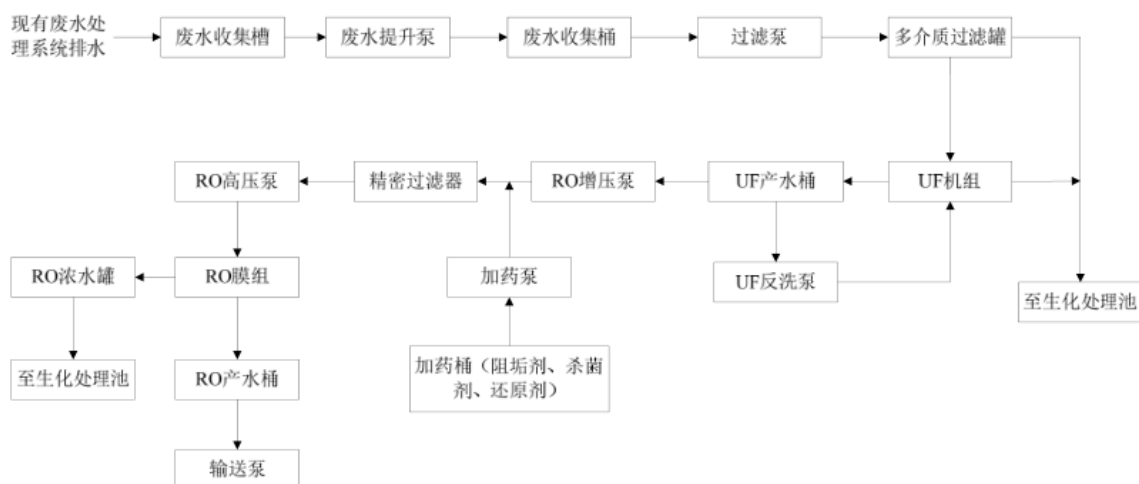 现有废水处
理系统排水
废水收集槽
废水提升泵
废水收集桶
过滤泵
多介质过滤罐
RO高压泵
精密过滤器
RO增压泵
UF产水桶
UF机组
RO浓水罐
RO膜组
加药泵
UF反洗泵
至生化处理池
至生化处理池
RO产水桶
加药桶（阻垢剂、杀菌
剂、还原剂）
输送泵